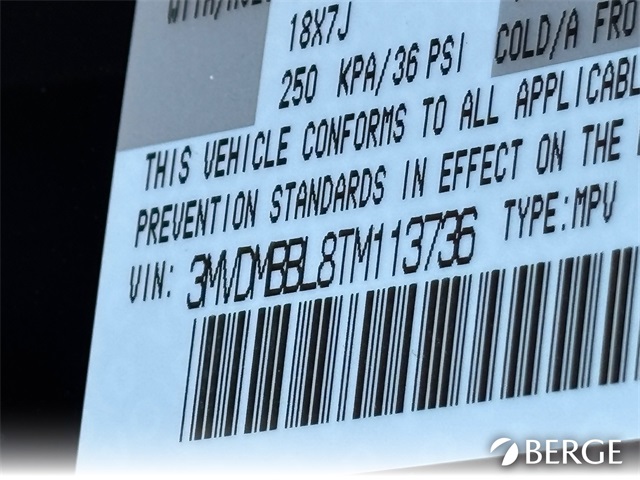 18X7J
250 KPA/36 PSI COLD/A FRO
THIS VEHICLE CONFORMS TO ALL APPLICABL
PREVENTION STANDARDS IN EFFECT ON THE
VIN: 3MVDMBBL8TM113736 TYPE:MPV
BERGE